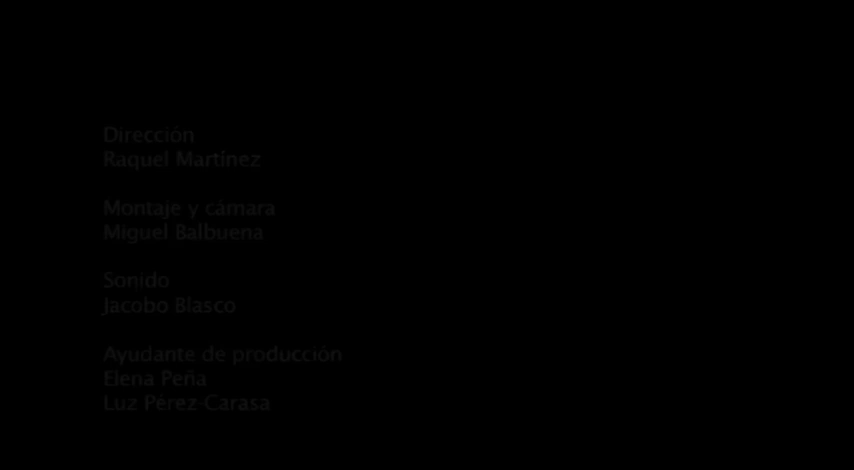 Dirección
Raquel Martínez
Montaje y cámara
Miguel Balbuena
Sonido
Jacobo Blasco
Ayudante de producción
Elena Peña
Luz Pérez-Carasa